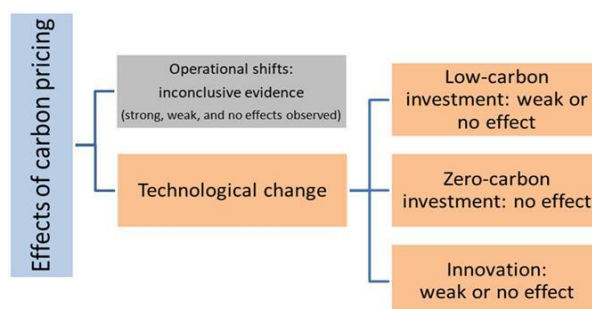 Effects of carbon pricing
Operational shifts:
inconclusive evidence
(strong, weak, and no effects observed)
Technological change
Low-carbon
investment: weak or
no effect
Zero-carbon
investment: no effect
Innovation:
weak or no effect